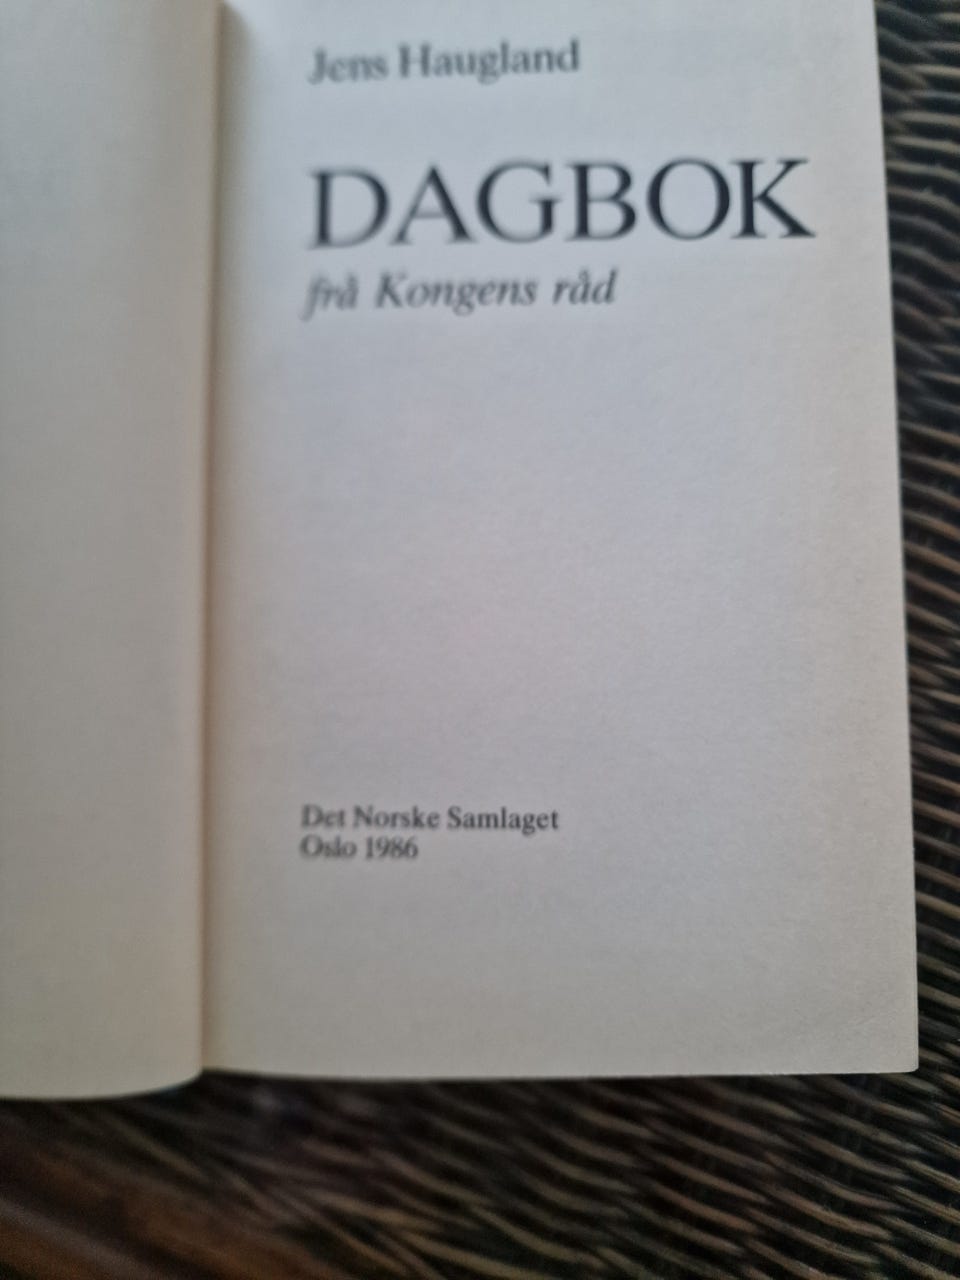 Jens Haugland
DAGBOK
frå Kongens råd
Det Norske Samlaget
Oslo 1986